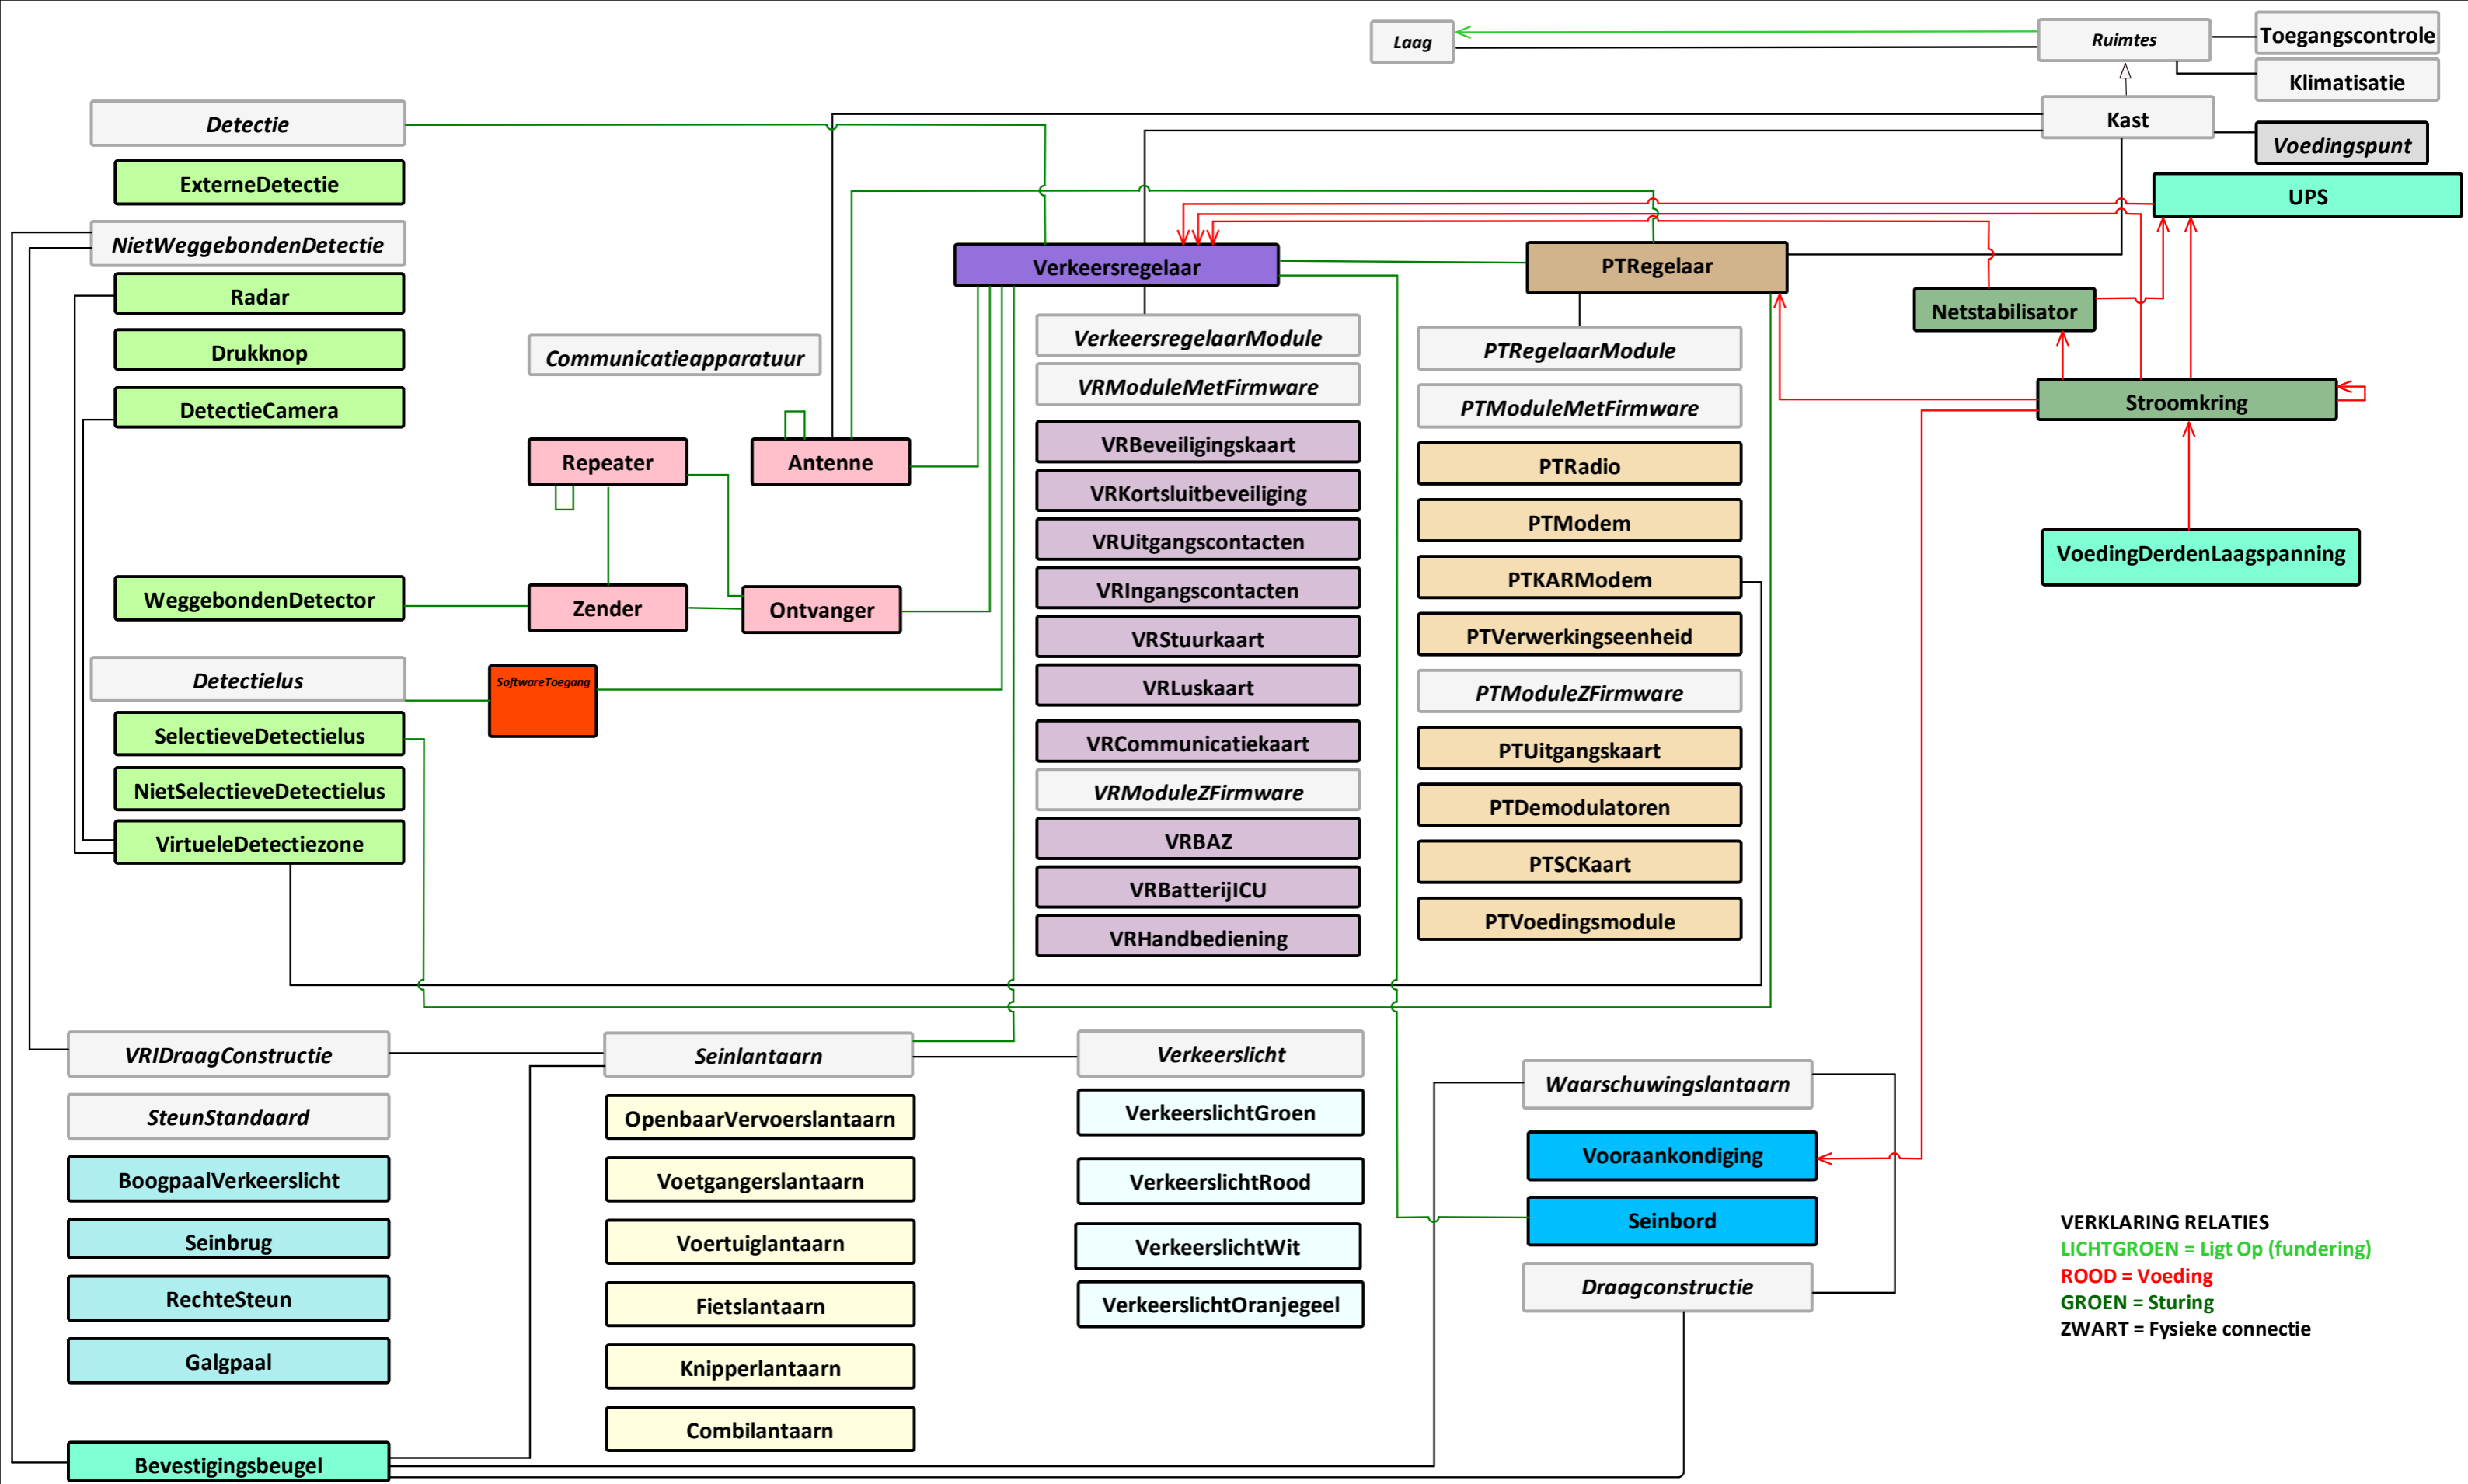 Laag
Ruimtes
Toegangscontrole
Klimatisatie
Kast
Voedingspunt
UPS
Detectie
ExterneDetectie
NietWeggebondenDetectie
Radar
Drukknop
DetectieCamera
WeggebondenDetector
Detectielus
SelectieveDetectielus
NietSelectieveDetectielus
VirtueleDetectiezone
Communicatieapparatuur
Repeater
Antenne
Zender
Ontvanger
SoftwareToegang
Verkeersregelaar
VerkeersregelaarModule
VRModuleMetFirmware
VRBeveiligingskaart
VRKortsluitbeveiliging
VRUitgangscontacten
VRIngangscontacten
VRStuurkaart
VRLuskaart
VRCommunicatiekaart
VRModuleZFirmware
VRBAZ
VRBatterijICU
VRHandbediening
PTRegelaar
PTRegelaarModule
PTModuleMetFirmware
PTRadio
PTModem
PTKARModem
PTVerwerkingseenheid
PTModuleZFirmware
PTUitgangskaart
PTDemodulatoren
PTSCKaart
PTVoedingsmodule
Netstabilisator
Stroomkring
VoedingDerdenLaagspanning
VRIDraagConstructie
SteunStandaard
BoogpaalVerkeerslicht
Seinbrug
RechteSteun
Galgpaal
Bevestigingsbeugel
Seinlantaarn
OpenbaarVervoerslantaarn
Voetgangerslantaarn
Voertuiglantaarn
Fietslantaarn
Knipperlantaarn
Combilantaarn
Verkeerslicht
VerkeerslichtGroen
VerkeerslichtRood
VerkeerslichtWit
VerkeerslichtOranjegeel
Waarschuwingslantaarn
Vooraankondiging
Seinbord
Draagconstructie
VERKLARING RELATIES
LICHTGROEN = Ligt Op (fundering)
ROOD = Voeding
GROEN = Sturing
ZWART = Fysieke connectie